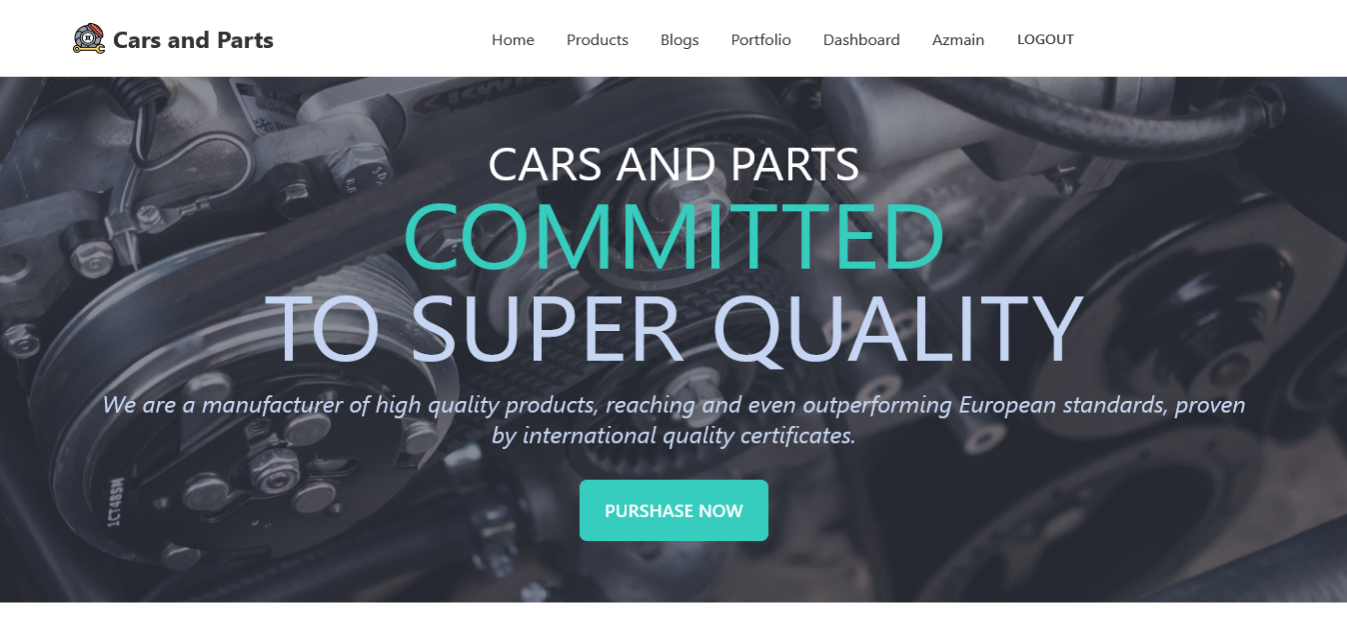 Cars and Parts
Home Products Blogs Portfolio Dashboard Azmain LOGOUT
CARS AND PARTS
COMMITTED
TO SUPER QUALITY
We are a manufacturer of high quality products, reaching and even outperforming European standards, proven
by international quality certificates.
1CT48SM
PURSHASE NOW